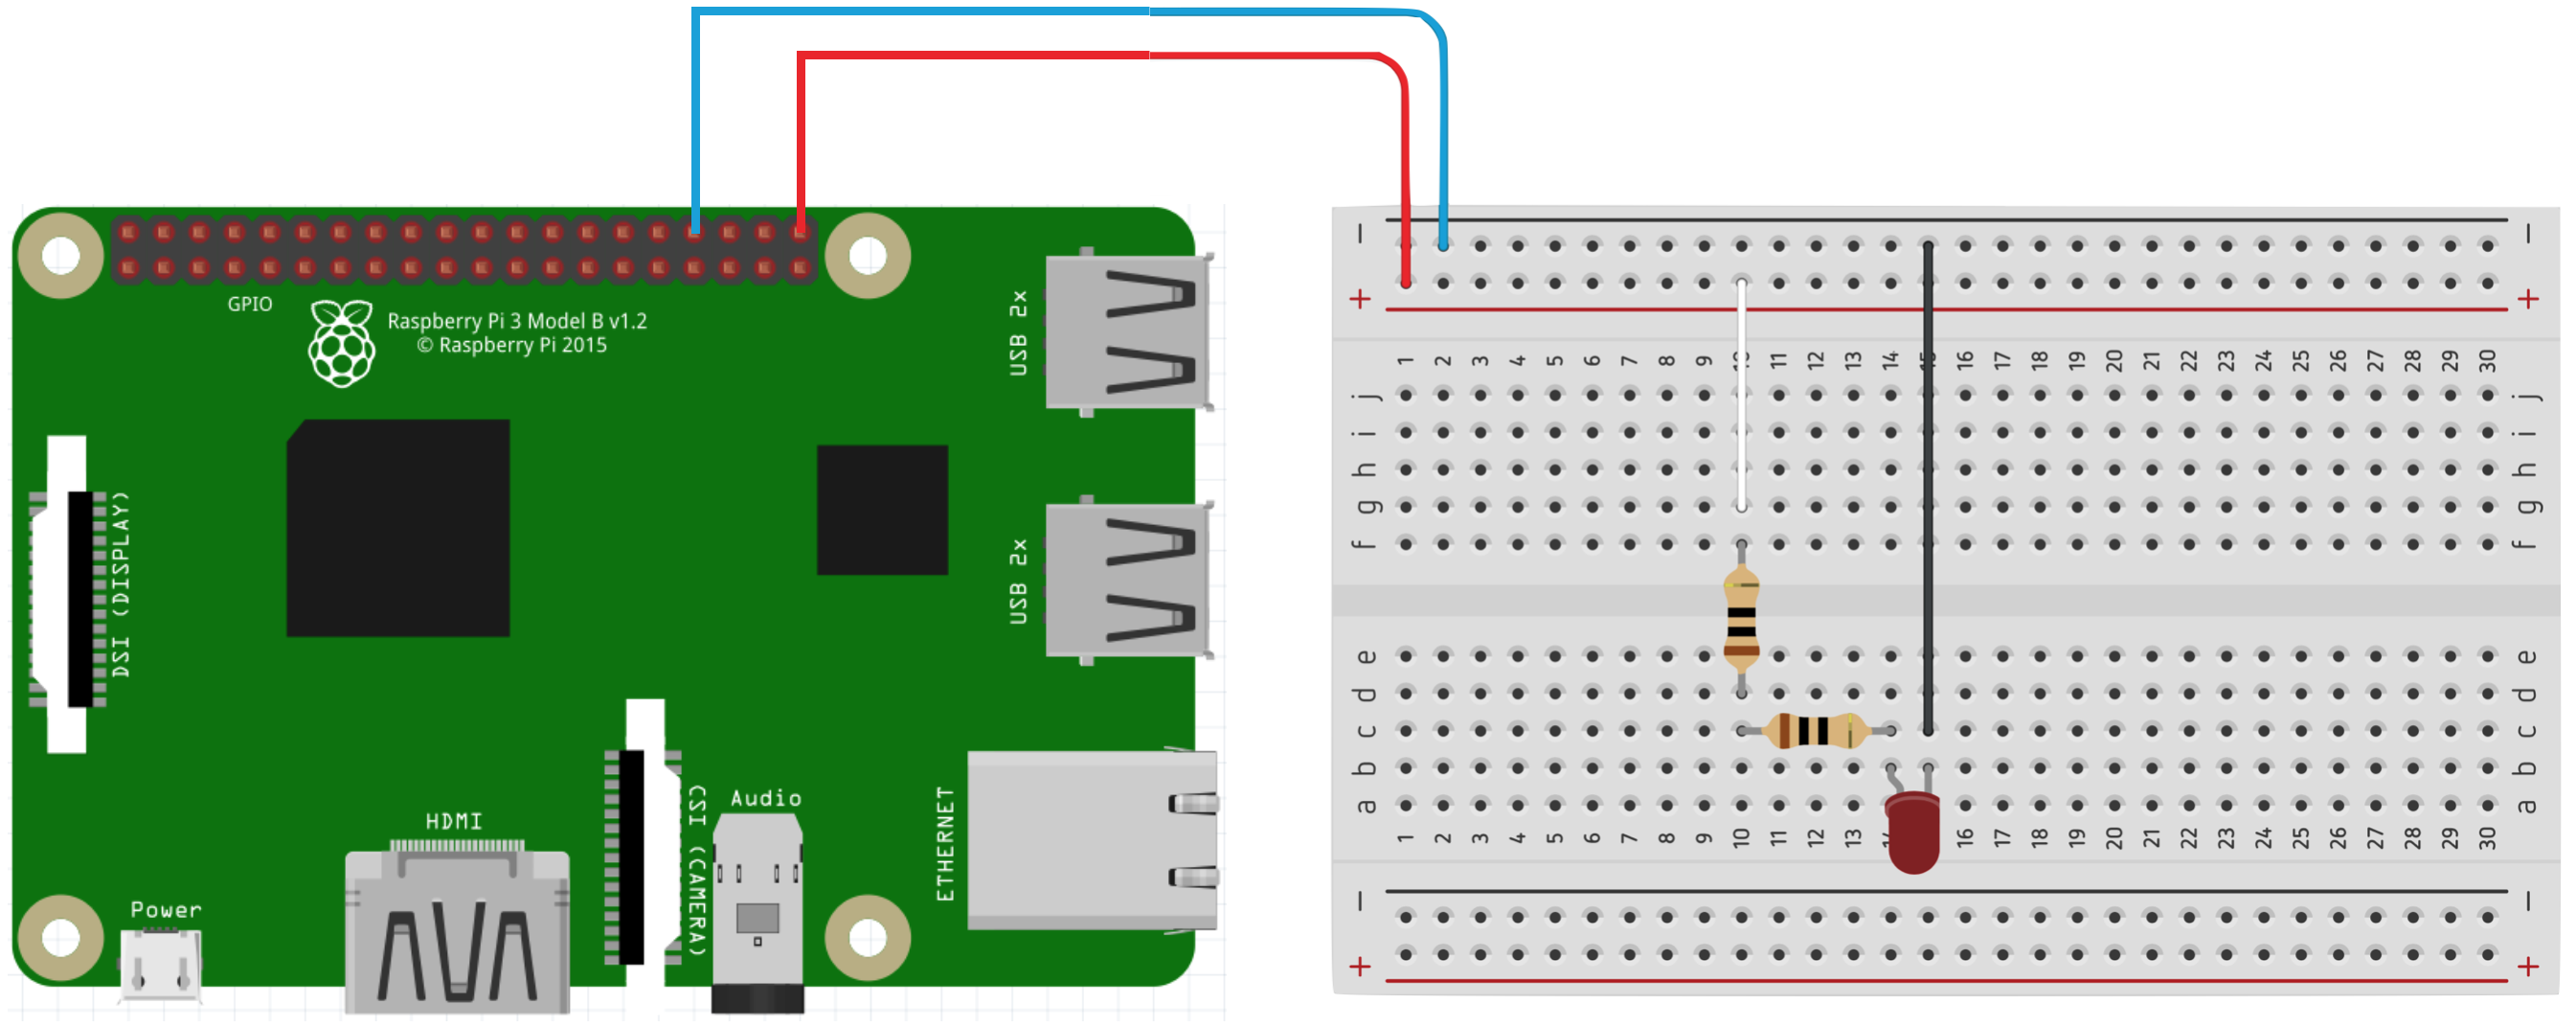 GPIO
Raspberry Pi 3 Model B v1.2
© Raspberry Pi 2015
USB 2x
USB 2x
DSI (DISPLAY)
CSI (CAMERA)
Audio
HDMI
ETHERNET
Power
− −
+ +
1 2 3 4 5 6 7 8 9 10 11 12 13 14 15 16 17 18 19 20 21 22 23 24 25 26 27 28 29 30
j j
i i
h h
g g
f f
e e
d d
c c
b b
a a
1 2 3 4 5 6 7 8 9 10 11 12 13 16 17 18 19 20 21 22 23 24 25 26 27 28 29 30
− −
+ +